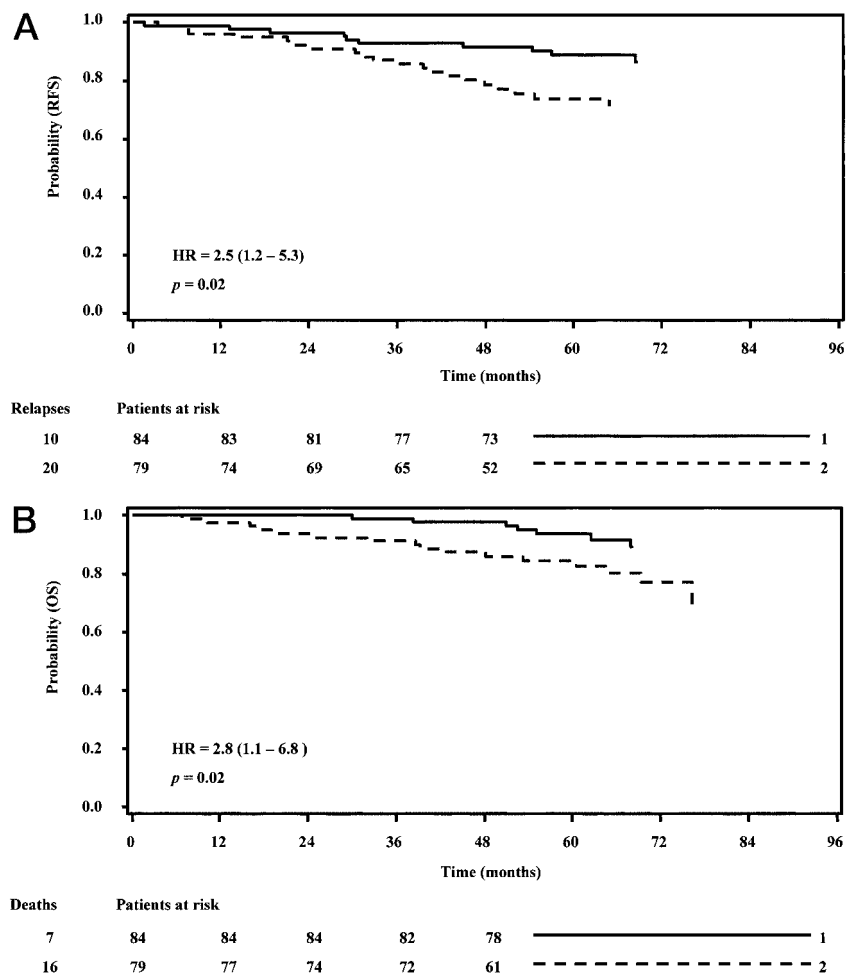 A
1.0
0.8
0.6
0.4
0.2
0.0
Probability (RFS)
HR = 2.5 (1.2 – 5.3)
p = 0.02
0 12 24 36 48 60 72 84 96
Time (months)
Relapses Patients at risk
10 84 83 81 77 73 1
20 79 74 69 65 52 2
B
1.0
0.8
0.6
0.4
0.2
0.0
Probability (OS)
HR = 2.8 (1.1 – 6.8 )
p = 0.02
0 12 24 36 48 60 72 84 96
Time (months)
Deaths Patients at risk
7 84 84 84 82 78 1
16 79 77 74 72 61 2